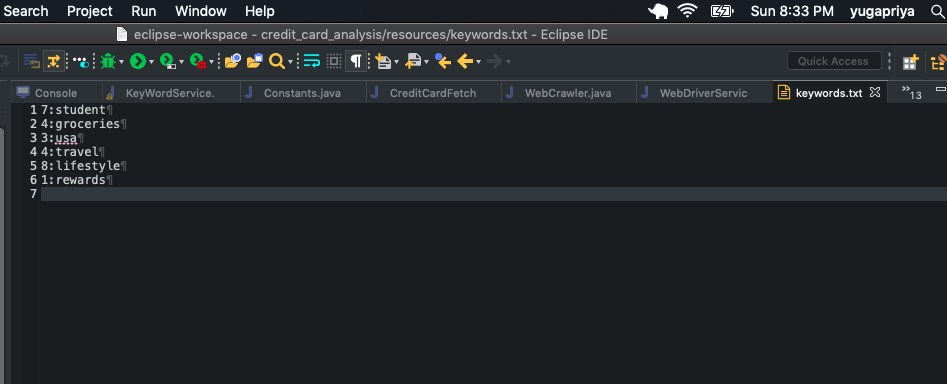 Search Project Run Window Help Sun 8:33 PM yugapriya
eclipse-workspace - credit_card_analysis/resources/keywords.txt - Eclipse IDE
Quick Access
Console KeyWordService. Constants.java CreditCardFetch WebCrawler.java WebDriverServic keywords.txt »13
1 7:student¶
2 4:groceries¶
3 3:usa¶
4 4:travel¶
5 8:lifestyle¶
6 1:rewards¶
7